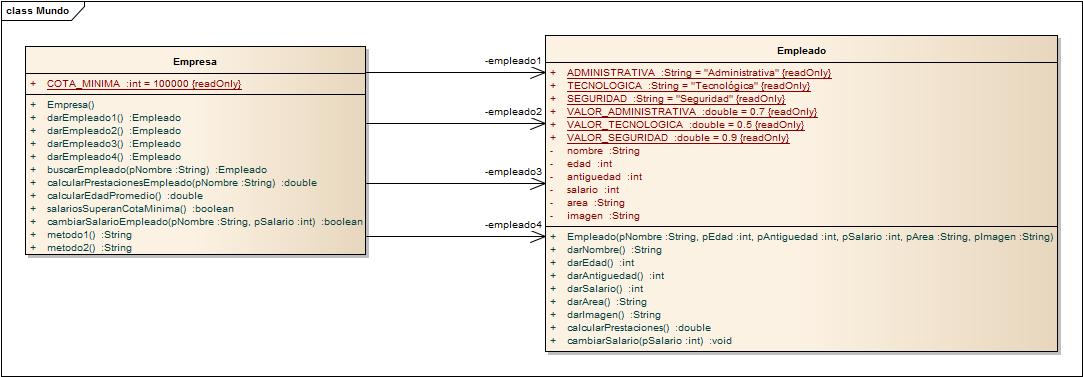 class Mundo
Empresa
+ COTA_MINIMA :int = 100000 {readOnly}
+ Empresa()
+ darEmpleado1() :Empleado
+ darEmpleado2() :Empleado
+ darEmpleado3() :Empleado
+ darEmpleado4() :Empleado
+ buscarEmpleado(pNombre :String) :Empleado
+ calcularPrestacionesEmpleado(pNombre :String) :double
+ calcularEdadPromedio() :double
+ salariosSuperanCotaMinima() :boolean
+ cambiarSalarioEmpleado(pNombre :String, pSalario :int) :boolean
+ metodo1() :String
+ metodo2() :String
-empleado1
-empleado2
-empleado3
-empleado4
Empleado
+ ADMINISTRATIVA :String = "Administrativa" {readOnly}
+ TECNOLOGICA :String = "Tecnológica" {readOnly}
+ SEGURIDAD :String = "Seguridad" {readOnly}
+ VALOR_ADMINISTRATIVA :double = 0.7 {readOnly}
+ VALOR_TECNOLOGICA :double = 0.5 {readOnly}
+ VALOR_SEGURIDAD :double = 0.9 {readOnly}
- nombre :String
- edad :int
- antiguedad :int
- salario :int
- area :String
- imagen :String
+ Empleado(pNombre :String, pEdad :int, pAntiguedad :int, pSalario :int, pArea :String, pImagen :String)
+ darNombre() :String
+ darEdad() :int
+ darAntiguedad() :int
+ darSalario() :int
+ darArea() :String
+ darImagen() :String
+ calcularPrestaciones() :double
+ cambiarSalario(pSalario :int) :void